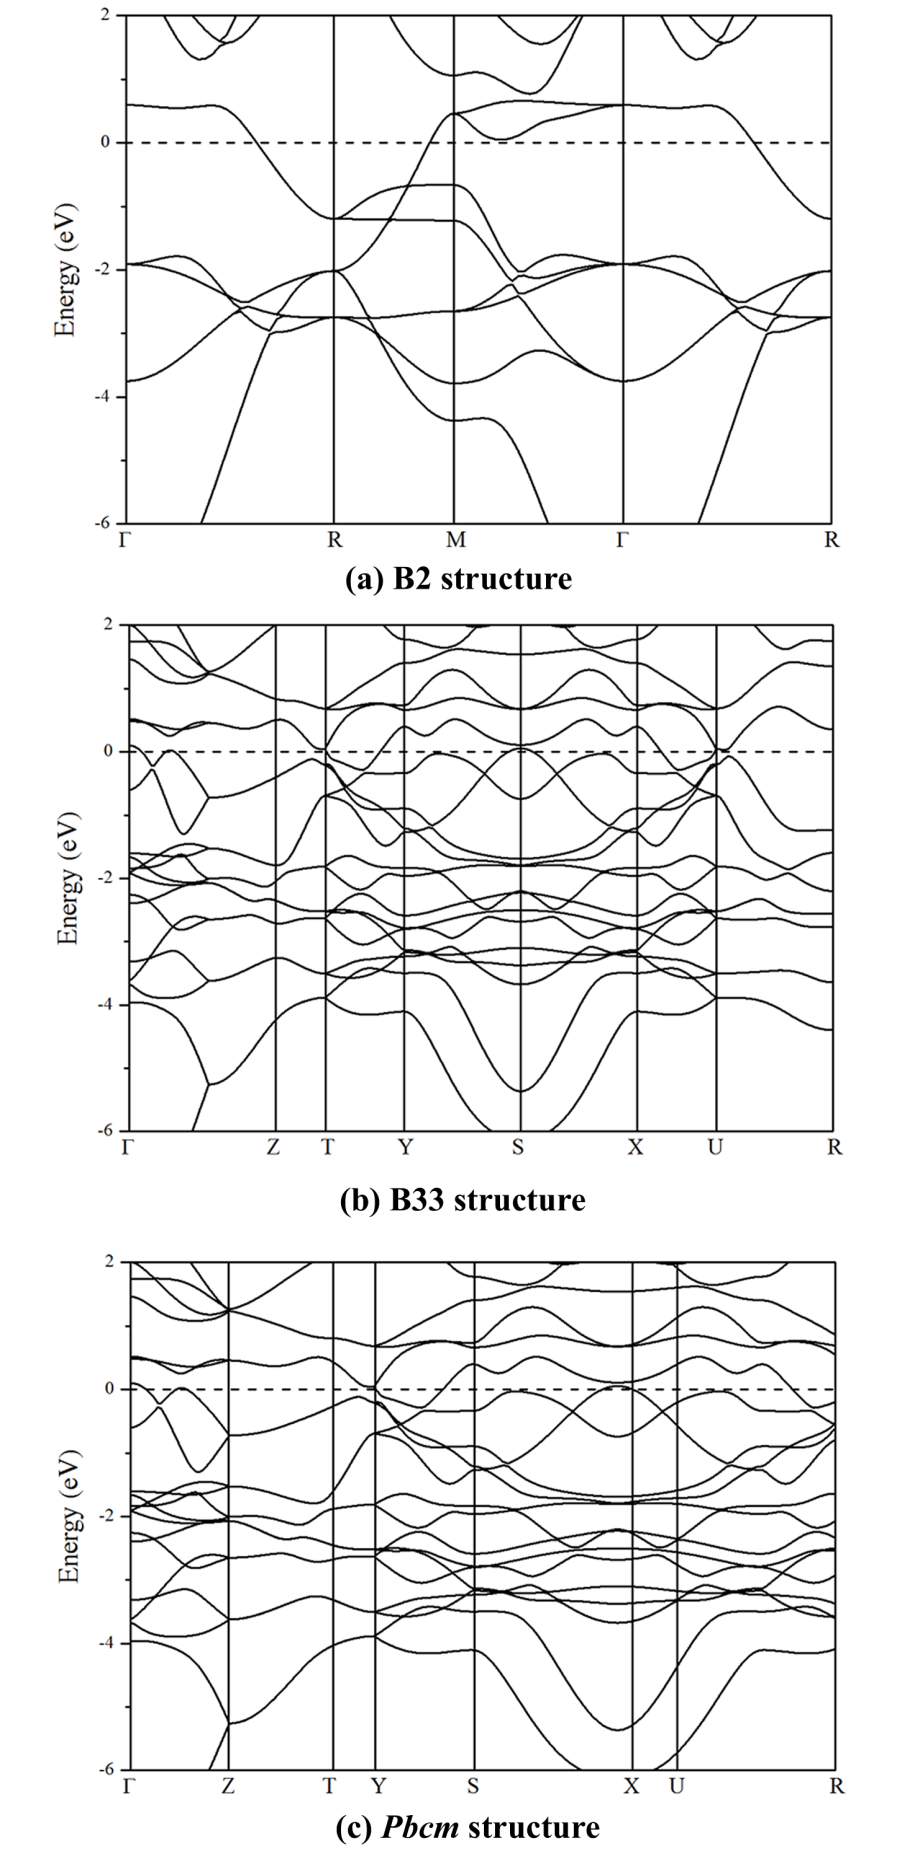 2
0
-2
-4
-6
Energy (eV)
Γ R M Γ R
(a) B2 structure
2
0
-2
-4
-6
Energy (eV)
Γ Z T Y S X U R
(b) B33 structure
2
0
-2
-4
-6
Energy (eV)
Γ Z T Y S X U R
(c) Pbcm structure